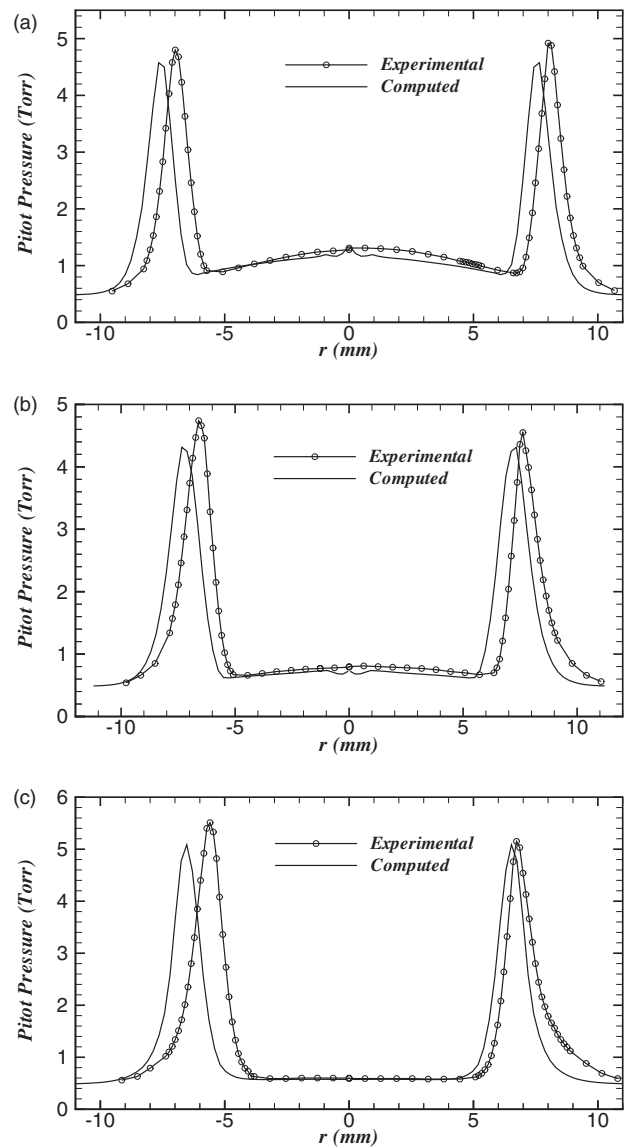 (a)
5
4
3
2
1
0
Pitot Pressure (Torr)
Experimental
Computed
-10 -5 0 5 10
r (mm)
(b)
5
4
3
2
1
0
Pitot Pressure (Torr)
Experimental
Computed
-10 -5 0 5 10
r (mm)
(c)
6
5
4
3
2
1
0
Pitot Pressure (Torr)
Experimental
Computed
-10 -5 0 5 10
r (mm)